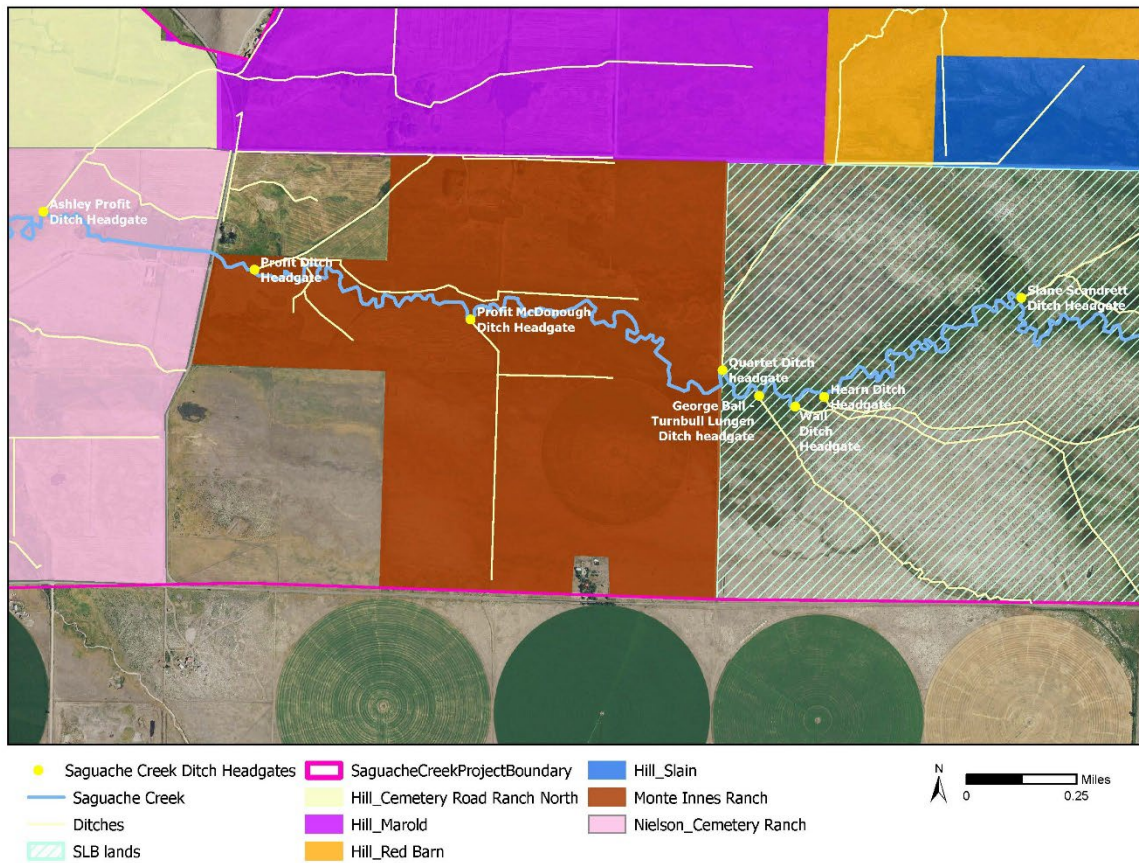 Ashley Profit
Ditch Headgate
Profit Ditch
Headgate
Profit McDonough
Ditch Headgate
Slane Scandrett
Ditch Headgate
Quartet Ditch
headgate
George Ball -
Turnbull Lungen
Ditch headgate
Wall
Ditch
Headgate
Hearn Ditch
Headgate
Saguache Creek Ditch Headgates
Saguache Creek
Ditches
SLB lands
SaguacheCreekProjectBoundary
Hill_Cemetery Road Ranch North
Hill_Marold
Hill_Red Barn
Hill_Slain
Monte Innes Ranch
Nielson_Cemetery Ranch
N
Miles
0 0.25